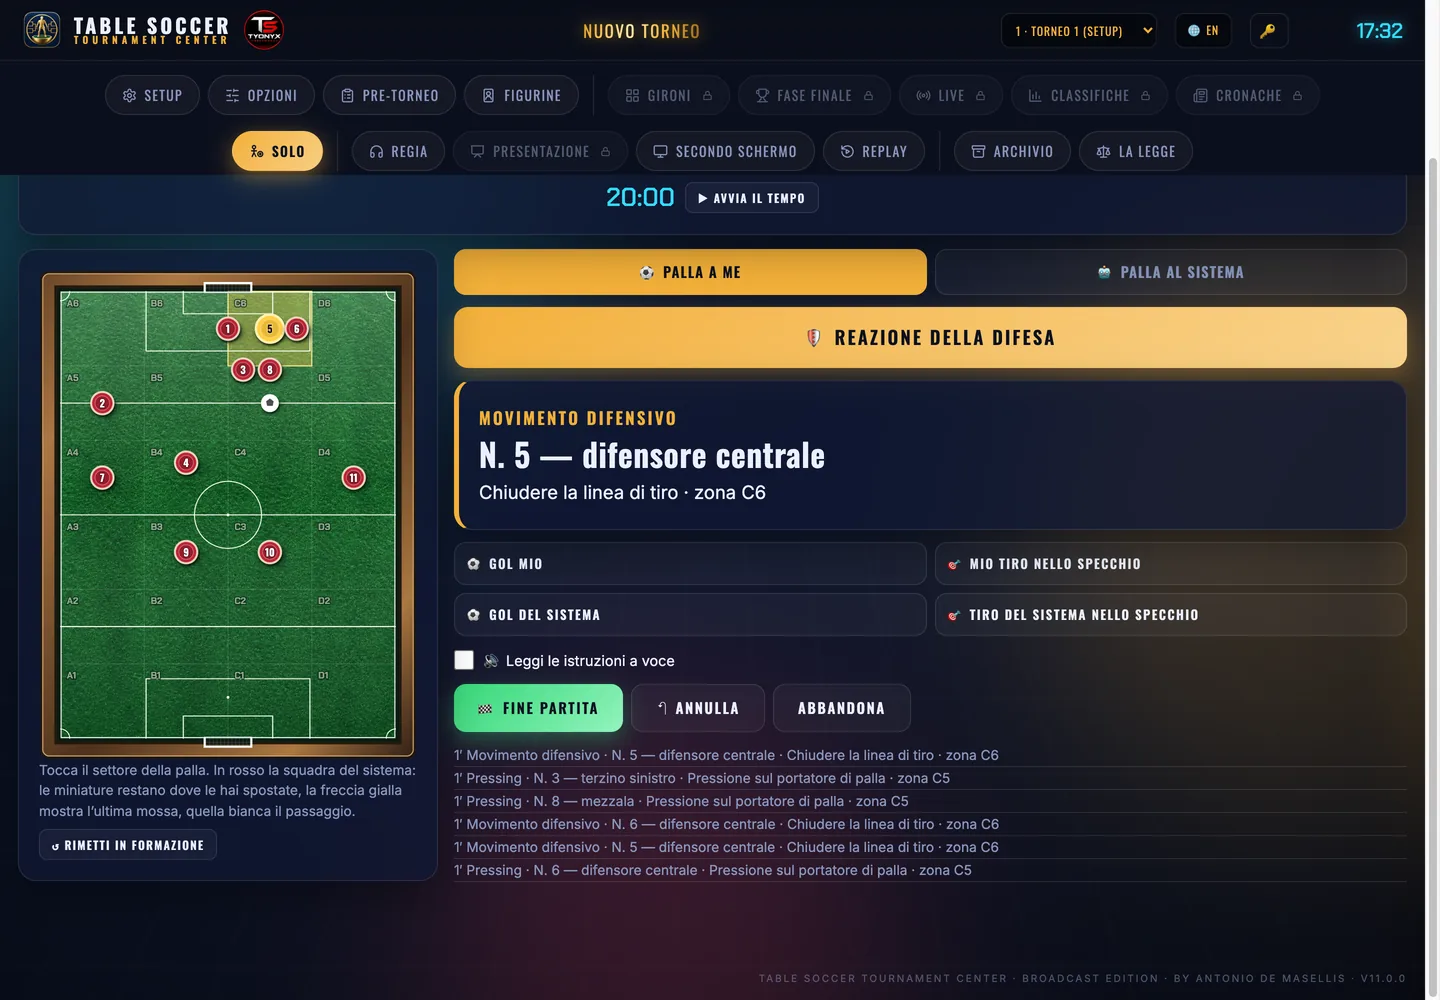 TABLE SOCCER
TOURNAMENT CENTER
TS
TYONYX
NUOVO TORNEO
1 · TORNEO 1 (SETUP)
EN
17:32
SETUP
OPZIONI
PRE-TORNEO
FIGURINE
GIRONI
FASE FINALE
LIVE
CLASSIFICHE
CRONACHE
SOLO
REGIA
PRESENTAZIONE
SECONDO SCHERMO
REPLAY
ARCHIVIO
LA LEGGE
20:00
AVVIA IL TEMPO
PALLA A ME
PALLA AL SISTEMA
REAZIONE DELLA DIFESA
MOVIMENTO DIFENSIVO
N. 5 — difensore centrale
Chiudere la linea di tiro · zona C6
A6 B6 C6 D6
1 5 6
3 8
A5 B5 D5
2
A4 B4 C4 D4
4
7 11
A3 B3 C3 D3
9 10
A2 B2 C2 D2
A1 B1 C1 D1
GOL MIO
MIO TIRO NELLO SPECCHIO
GOL DEL SISTEMA
TIRO DEL SISTEMA NELLO SPECCHIO
Leggi le istruzioni a voce
FINE PARTITA
ANNULLA
ABBANDONA
1' Movimento difensivo · N. 5 — difensore centrale · Chiudere la linea di tiro · zona C6
1' Pressing · N. 3 — terzino sinistro · Pressione sul portatore di palla · zona C5
1' Pressing · N. 8 — mezzala · Pressione sul portatore di palla · zona C5
1' Movimento difensivo · N. 6 — difensore centrale · Chiudere la linea di tiro · zona C6
1' Movimento difensivo · N. 5 — difensore centrale · Chiudere la linea di tiro · zona C6
1' Pressing · N. 6 — difensore centrale · Pressione sul portatore di palla · zona C5
Tocca il settore della palla. In rosso la squadra del sistema:
le miniature restano dove le hai spostate, la freccia gialla
mostra l'ultima mossa, quella bianca il passaggio.
RIMETTI IN FORMAZIONE
TABLE SOCCER TOURNAMENT CENTER · BROADCAST EDITION · BY ANTONIO DE MASELLIS · V11.0.0